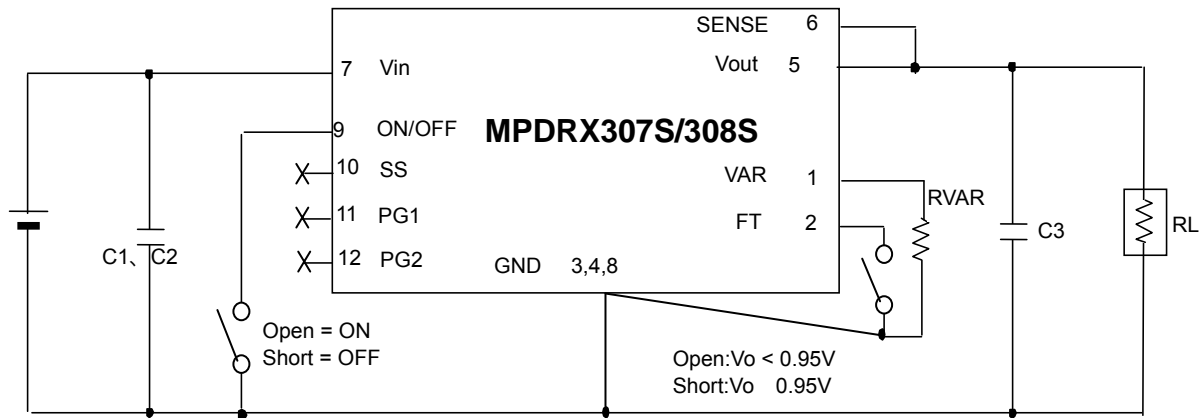 SENSE 6
7 Vin
Vout 5
9 ON/OFF
MPDRX307S/308S
10 SS
VAR 1
RVAR
11 PG1
FT 2
C3
RL
C1、C2
12 PG2
GND 3,4,8
Open = ON
Short = OFF
Open:Vo < 0.95V
Short:Vo 0.95V